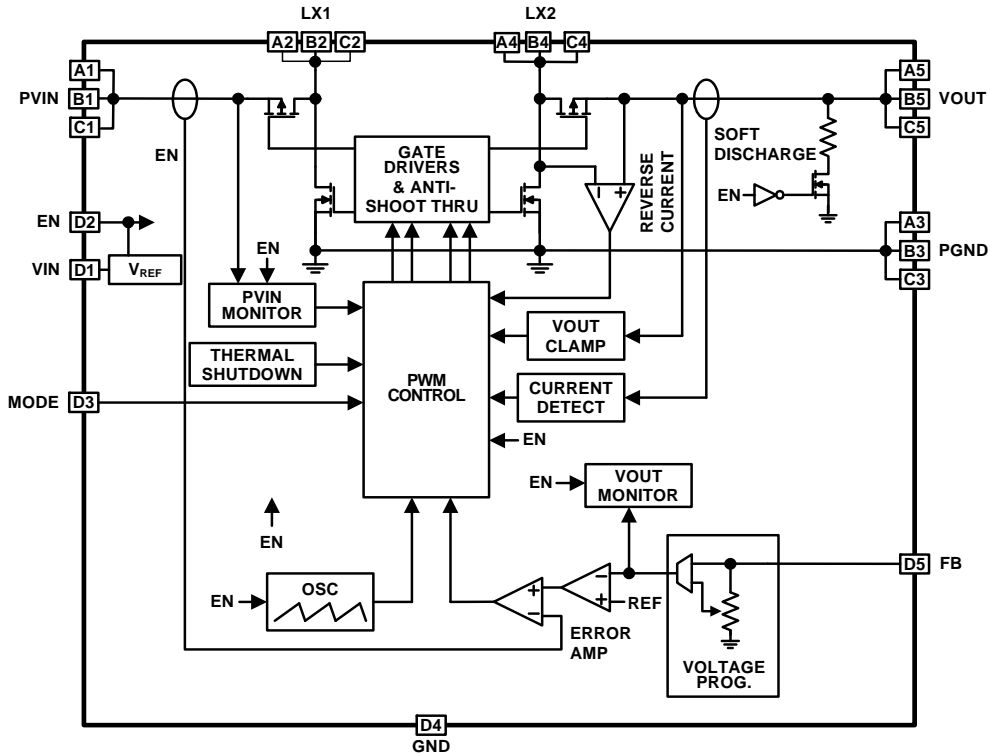 LX1
LX2
A2 B2 C2
A4 B4 C4
A1
PVIN B1
C1
A5
B5 VOUT
C5
EN
GATE
DRIVERS
& ANTI-
SHOOT THRU
− +
REVERSE
CURRENT
SOFT
DISCHARGE
EN
EN D2
VIN D1
VREF
EN
A3
B3 PGND
C3
PVIN
MONITOR
THERMAL
SHUTDOWN
MODE D3
PWM
CONTROL
VOUT
CLAMP
CURRENT
DETECT
EN
EN
VOUT
MONITOR
EN
D5 FB
EN
OSC
+
−
−
+
REF
ERROR
AMP
VOLTAGE
PROG.
D4
GND